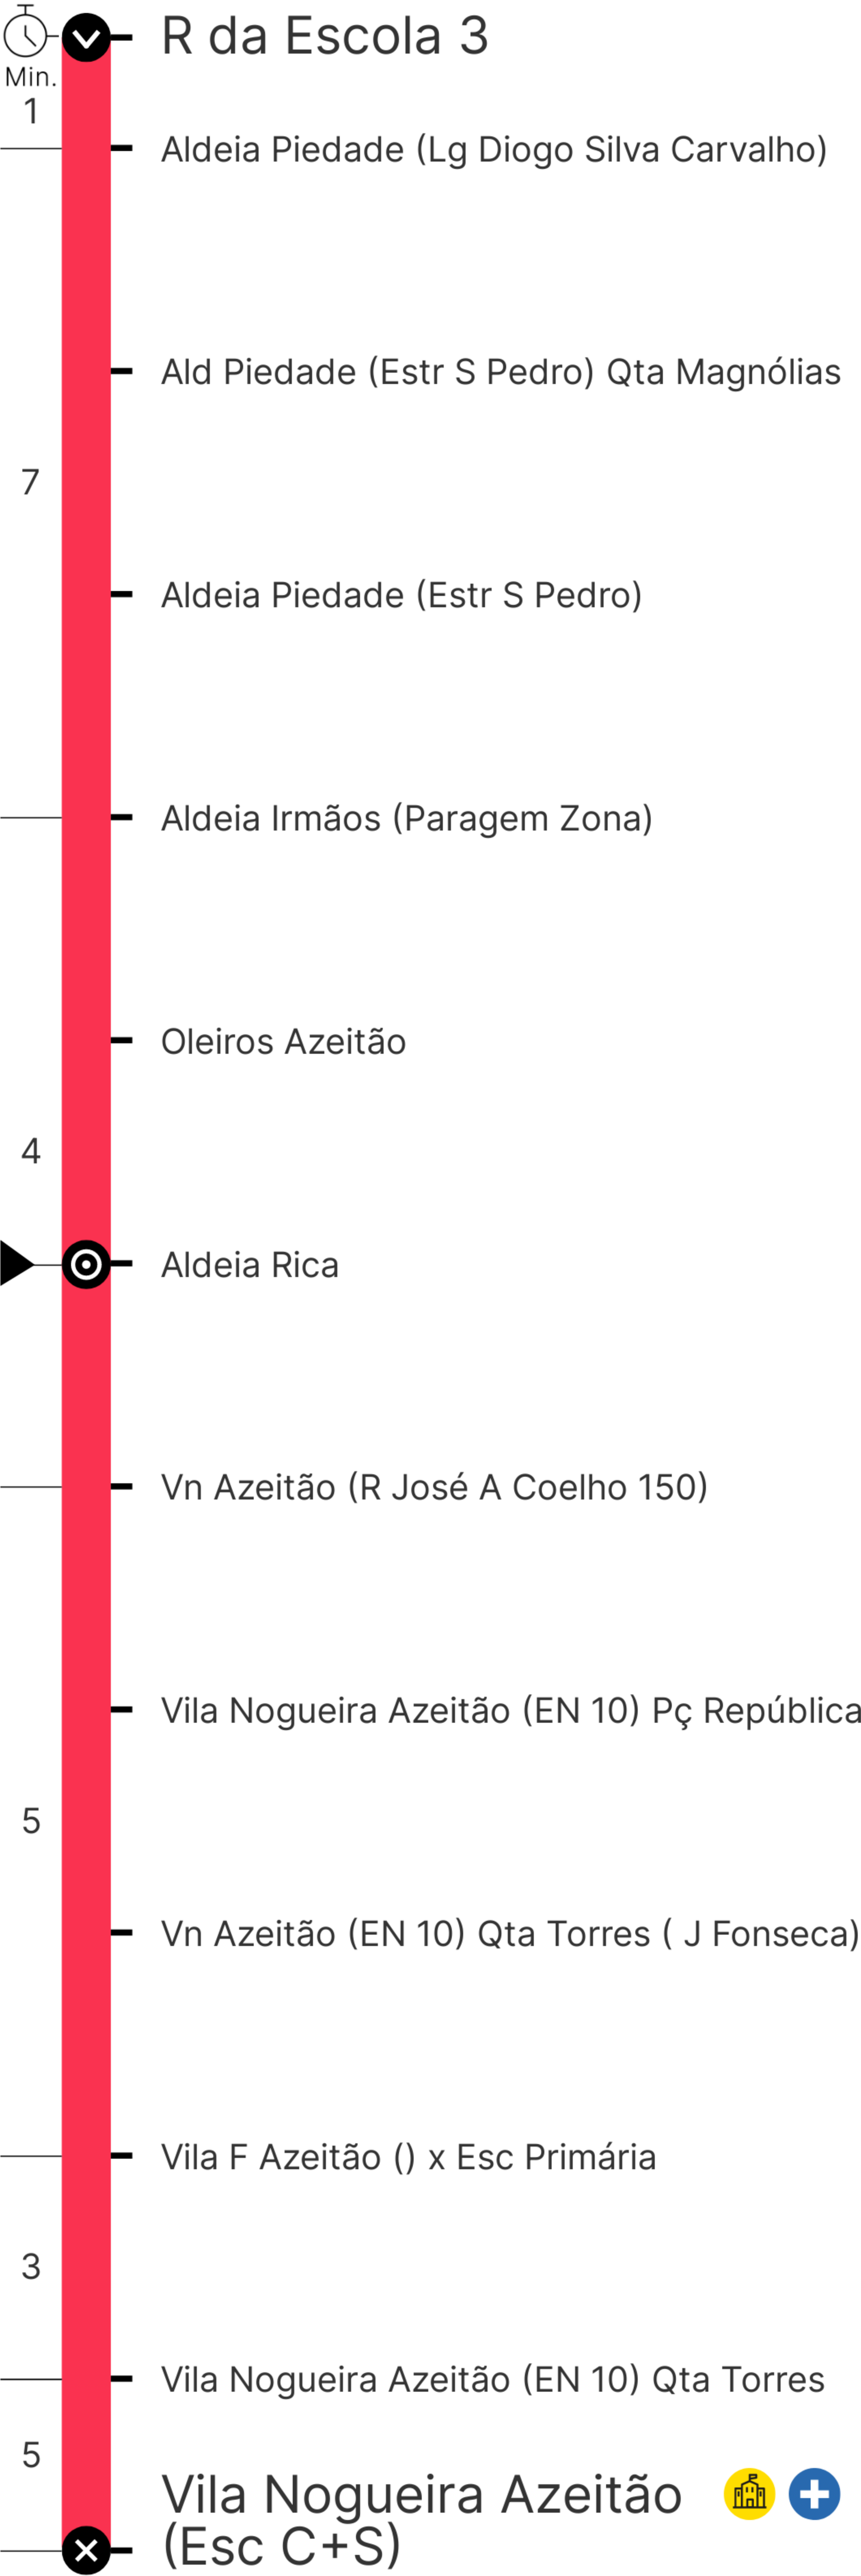 R da Escola 3
Min.
1
Aldeia Piedade (Lg Diogo Silva Carvalho)
Ald Piedade (Estr S Pedro) Qta Magnólias
7
Aldeia Piedade (Estr S Pedro)
Aldeia Irmãos (Paragem Zona)
Oleiros Azeitão
4
Aldeia Rica
Vn Azeitão (R José A Coelho 150)
Vila Nogueira Azeitão (EN 10) Pç República
5
Vn Azeitão (EN 10) Qta Torres ( J Fonseca)
Vila F Azeitão () x Esc Primária
3
Vila Nogueira Azeitão (EN 10) Qta Torres
5
Vila Nogueira Azeitão
(Esc C+S)